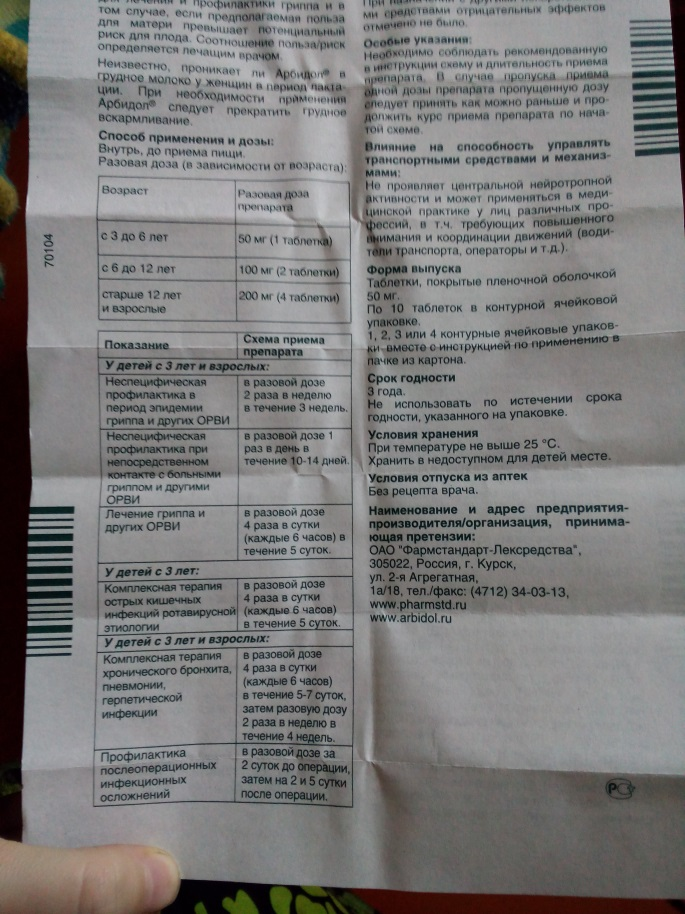 для лечения и профилактики гриппа и в
том случае, если предполагаемая польза
для матери превышает потенциальный
риск для плода. Соотношение польза/риск
определяется лечащим врачом.
Неизвестно, проникает ли Арбидол® в
грудное молоко у женщин в период лакта-
ции. При необходимости применения
Арбидол® следует прекратить грудное
вскармливание.
Способ применения и дозы:
Внутрь, до приема пищи.
Разовая доза (в зависимости от возраста):
Возраст
Разовая доза
препарата
с 3 до 6 лет
50 мг (1 таблетка)
с 6 до 12 лет
100 мг (2 таблетки)
старше 12 лет
и взрослые
200 мг (4 таблетки)
Показание
Схема приема
препарата
У детей с 3 лет и взрослых:
Неспецифическая
профилактика в
период эпидемии
гриппа и других ОРВИ
в разовой дозе
2 раза в неделю
в течение 3 недель.
Неспецифическая
профилактика при
непосредственном
контакте с больными
гриппом и другими
ОРВИ
в разовой дозе 1
раз в день в
течение 10-14 дней.
Лечение гриппа и
других ОРВИ
в разовой дозе
4 раза в сутки
(каждые 6 часов) в
течение 5 суток.
У детей с 3 лет:
Комплексная терапия
острых кишечных
инфекций ротавирусной
этиологии
в разовой дозе
4 раза в сутки
(каждые 6 часов)
в течение 5 суток.
У детей с 3 лет и взрослых:
Комплексная терапия
хронического бронхита,
пневмонии,
герпетической
инфекции
в разовой дозе
4 раза в сутки
(каждые 6 часов)
в течение 5-7 суток,
затем разовую дозу
2 раза в неделю в
течение 4 недель.
Профилактика
послеоперационных
инфекционных
осложнений
в разовой дозе за
2 суток до операции,
затем на 2 и 5 сутки
после операции.
70104
ми средствами отрицательных эффектов
отмечено не было.
Особые указания:
Необходимо соблюдать рекомендованную
в инструкции схему и длительность приема
препарата. В случае пропуска приема
одной дозы препарата пропущенную дозу
следует принять как можно раньше и про-
должить курс приема препарата по нача-
той схеме.
Влияние на способность управлять
транспортными средствами и механиз-
мами:
Не проявляет центральной нейротропной
активности и может применяться в меди-
цинской практике у лиц различных про-
фессий, в т.ч. требующих повышенного
внимания и координации движений (води-
тели транспорта, операторы и т.д.).
Форма выпуска
Таблетки, покрытые пленочной оболочкой
50 мг.
По 10 таблеток в контурной ячейковой
упаковке.
1, 2, 3 или 4 контурные ячейковые упаков-
ки вместе с инструкцией по применению в
пачке из картона.
Срок годности
3 года.
Не использовать по истечении срока
годности, указанного на упаковке.
Условия хранения
При температуре не выше 25 °С.
Хранить в недоступном для детей месте.
Условия отпуска из аптек
Без рецепта врача.
Наименование и адрес предприятия-
производителя/организация, принима-
ющая претензии:
ОАО "Фармстандарт-Лексредства",
305022, Россия, г. Курск,
ул. 2-я Агрегатная,
1а/18, тел./факс: (4712) 34-03-13,
www.pharmstd.ru
www.arbidol.ru